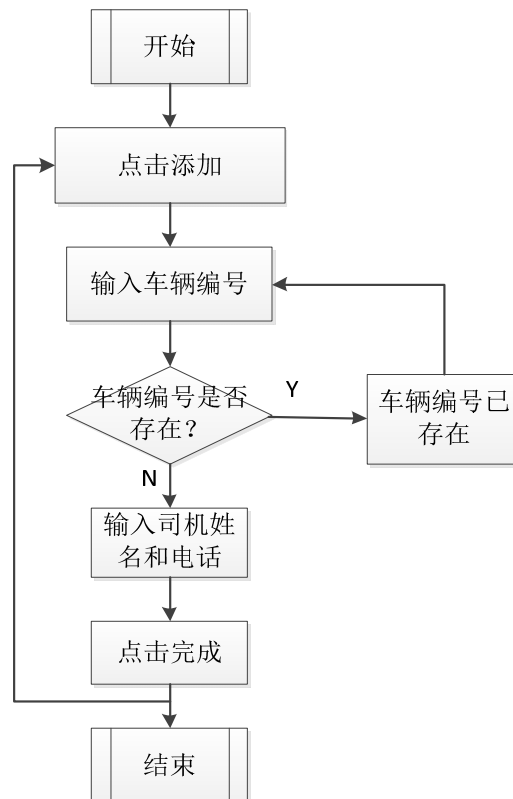 开始
点击添加
输入车辆编号
车辆编号是否
存在？
Y
车辆编号已
存在
N
输入司机姓
名和电话
点击完成
结束